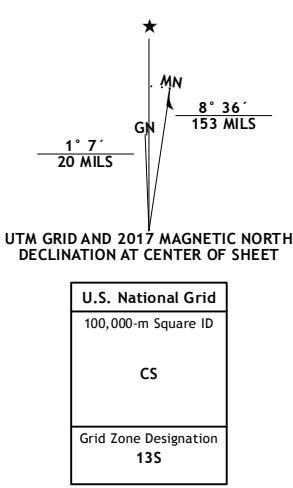 ★
MN
GN
8° 36´
153 MILS
1° 7´
20 MILS
UTM GRID AND 2017 MAGNETIC NORTH
DECLINATION AT CENTER OF SHEET
U.S. National Grid
100,000-m Square ID
CS
Grid Zone Designation
13S